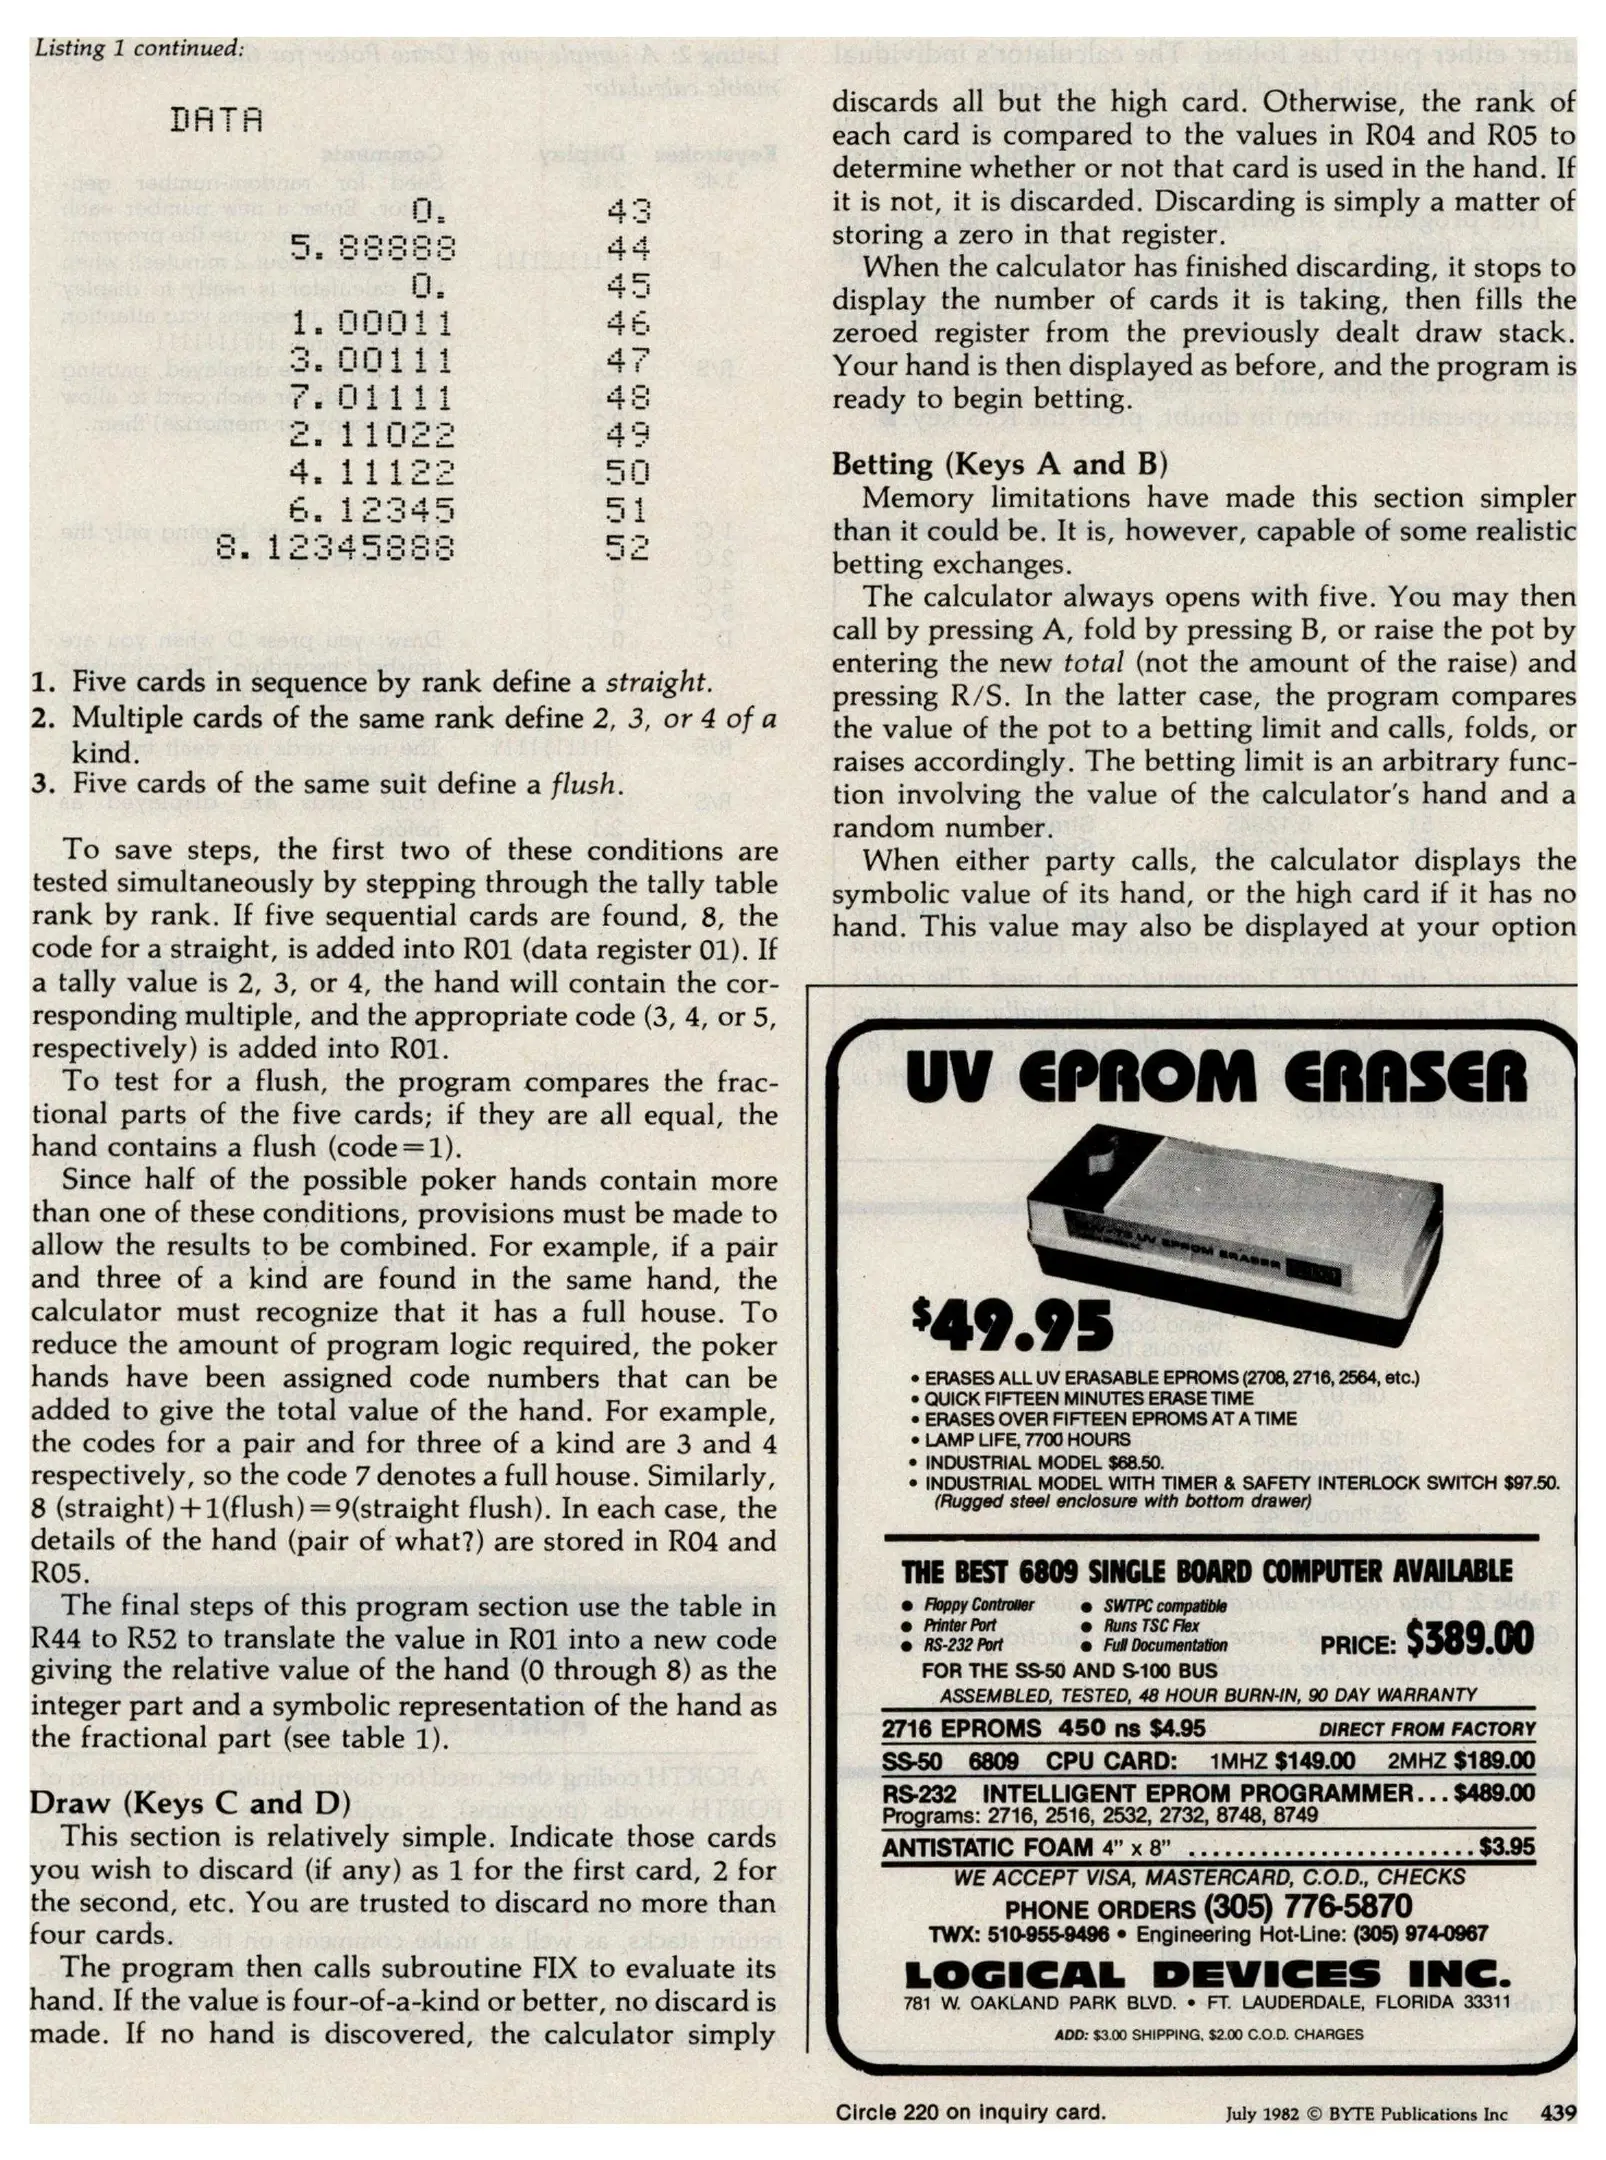 Listing 1 continued:
DATA
0. 43
5.88888 44
0. 45
1.00011 46
3.00111 47
7.01111 48
2.11022 49
4.11122 50
6.12345 51
8.12345888 52
1. Five cards in sequence by rank define a straight.
2. Multiple cards of the same rank define 2, 3, or 4 of a
kind.
3. Five cards of the same suit define a flush.
To save steps, the first two of these conditions are
tested simultaneously by stepping through the tally table
rank by rank. If five sequential cards are found, 8, the
code for a straight, is added into R01 (data register 01). If
a tally value is 2, 3, or 4, the hand will contain the cor-
responding multiple, and the appropriate code (3, 4, or 5,
respectively) is added into R01.
To test for a flush, the program compares the frac-
tional parts of the five cards; if they are all equal, the
hand contains a flush (code=1).
Since half of the possible poker hands contain more
than one of these conditions, provisions must be made to
allow the results to be combined. For example, if a pair
and three of a kind are found in the same hand, the
calculator must recognize that it has a full house. To
reduce the amount of program logic required, the poker
hands have been assigned code numbers that can be
added to give the total value of the hand. For example,
the codes for a pair and for three of a kind are 3 and 4
respectively, so the code 7 denotes a full house. Similarly,
8 (straight)+1(flush)=9(straight flush). In each case, the
details of the hand (pair of what?) are stored in R04 and
R05.
The final steps of this program section use the table in
R44 to R52 to translate the value in R01 into a new code
giving the relative value of the hand (0 through 8) as the
integer part and a symbolic representation of the hand as
the fractional part (see table 1).
Draw (Keys C and D)
This section is relatively simple. Indicate those cards
you wish to discard (if any) as 1 for the first card, 2 for
the second, etc. You are trusted to discard no more than
four cards.
The program then calls subroutine FIX to evaluate its
hand. If the value is four-of-a-kind or better, no discard is
made. If no hand is discovered, the calculator simply
discards all but the high card. Otherwise, the rank of
each card is compared to the values in R04 and R05 to
determine whether or not that card is used in the hand. If
it is not, it is discarded. Discarding is simply a matter of
storing a zero in that register.
When the calculator has finished discarding, it stops to
display the number of cards it is taking, then fills the
zeroed register from the previously dealt draw stack.
Your hand is then displayed as before, and the program is
ready to begin betting.
Betting (Keys A and B)
Memory limitations have made this section simpler
than it could be. It is, however, capable of some realistic
betting exchanges.
The calculator always opens with five. You may then
call by pressing A, fold by pressing B, or raise the pot by
entering the new total (not the amount of the raise) and
pressing R/S. In the latter case, the program compares
the value of the pot to a betting limit and calls, folds, or
raises accordingly. The betting limit is an arbitrary func-
tion involving the value of the calculator's hand and a
random number.
When either party calls, the calculator displays the
symbolic value of its hand, or the high card if it has no
hand. This value may also be displayed at your option
UV EPROM ERASER
UV EPROM ERASER
$49.95
• ERASES ALL UV ERASABLE EPROMS (2708, 2716, 2564, etc.)
• QUICK FIFTEEN MINUTES ERASE TIME
• ERASES OVER FIFTEEN EPROMS AT A TIME
• LAMP LIFE, 7700 HOURS
• INDUSTRIAL MODEL $68.50.
• INDUSTRIAL MODEL WITH TIMER & SAFETY INTERLOCK SWITCH $97.50.
(Rugged steel enclosure with bottom drawer)
THE BEST 6809 SINGLE BOARD COMPUTER AVAILABLE
• Floppy Controller • SWTPC compatible
• Printer Port • Runs TSC Flex
• RS-232 Port • Full Documentation PRICE: $389.00
FOR THE SS-50 AND S-100 BUS
ASSEMBLED, TESTED, 48 HOUR BURN-IN, 90 DAY WARRANTY
2716 EPROMS 450 ns $4.95 DIRECT FROM FACTORY
SS-50 6809 CPU CARD: 1MHZ $149.00 2MHZ $189.00
RS-232 INTELLIGENT EPROM PROGRAMMER... $489.00
Programs: 2716, 2516, 2532, 2732, 8748, 8749
ANTISTATIC FOAM 4" x 8" ........................ $3.95
WE ACCEPT VISA, MASTERCARD, C.O.D., CHECKS
PHONE ORDERS (305) 776-5870
TWX: 510-955-9496 • Engineering Hot-Line: (305) 974-0967
LOGICAL DEVICES INC.
781 W. OAKLAND PARK BLVD. • FT. LAUDERDALE, FLORIDA 33311
ADD: $3.00 SHIPPING, $2.00 C.O.D. CHARGES
Circle 220 on inquiry card.
July 1982 © BYTE Publications Inc 439